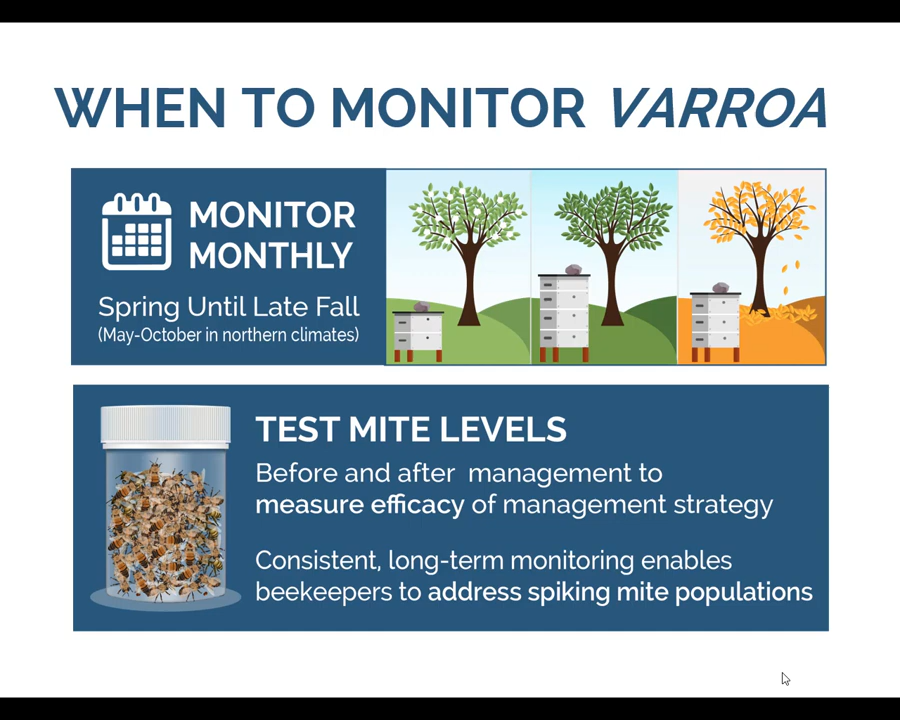 WHEN TO MONITOR VARROA
MONITOR
MONTHLY
Spring Until Late Fall
(May-October in northern climates)
TEST MITE LEVELS
Before and after management to
measure efficacy of management strategy
Consistent, long-term monitoring enables
beekeepers to address spiking mite populations